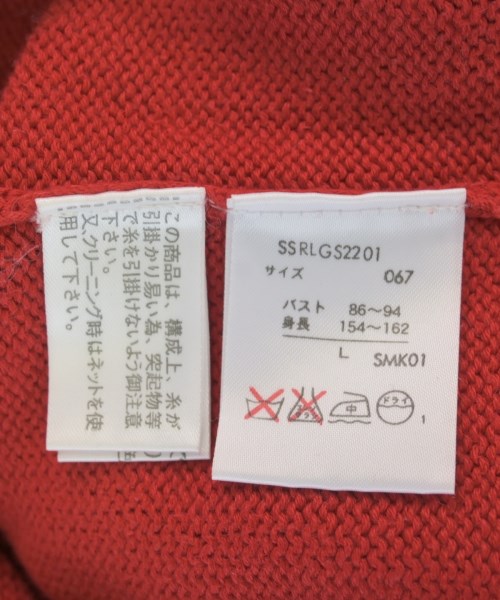 この商品は、構成上、糸が
引掛かり易い為、突起物等
で糸を引掛けないよう御注意
下さい。
又、クリーニング時はネットを使
用して下さい。
SSRLGS2201
サイズ 067
バスト 86〜94
身長 154〜162
L SMK01
中 ドライ 1